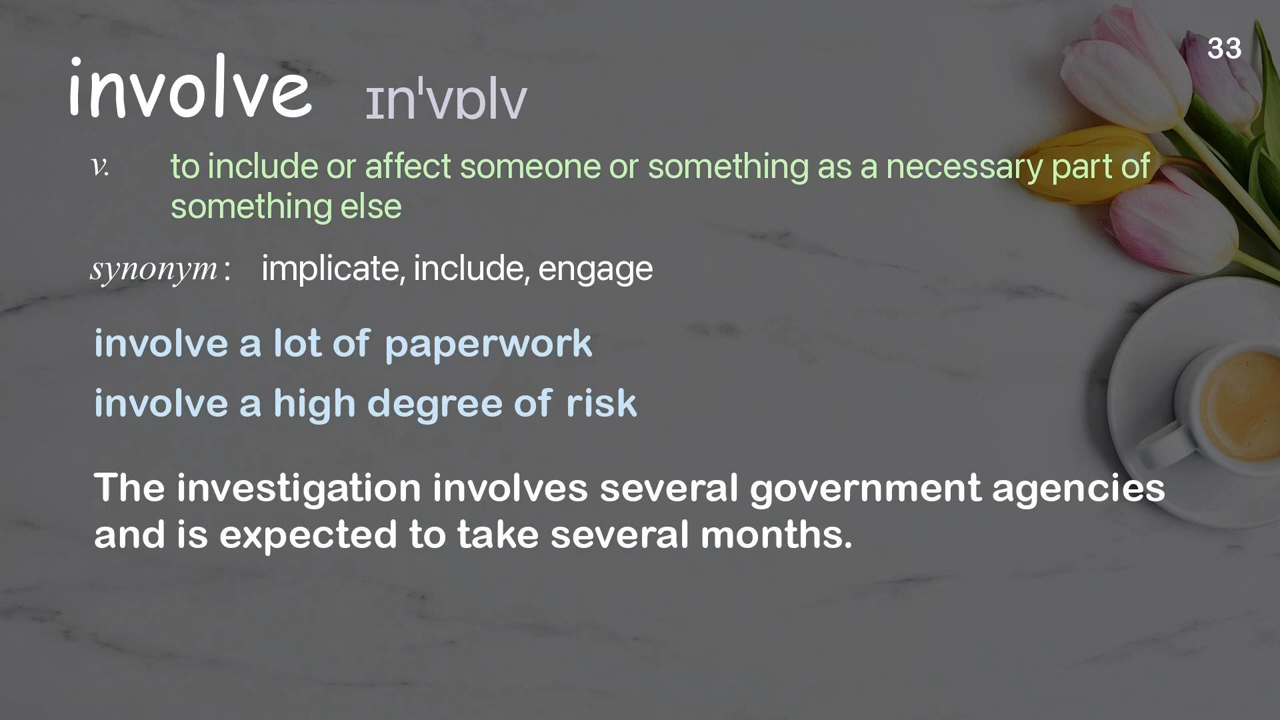 33
involve ɪn'vɒlv
v. to include or affect someone or something as a necessary part of
something else
synonym: implicate, include, engage
involve a lot of paperwork
involve a high degree of risk
The investigation involves several government agencies
and is expected to take several months.